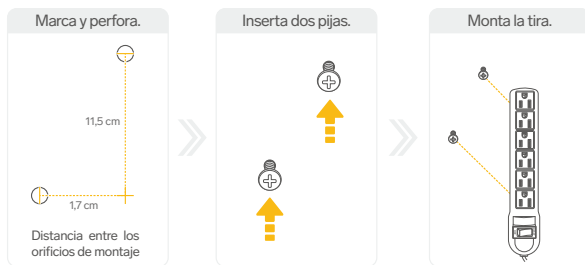 Marca y perfora.
11,5 cm
1,7 cm
Distancia entre los
orificios de montaje
Inserta dos pijas.
Monta la tira.